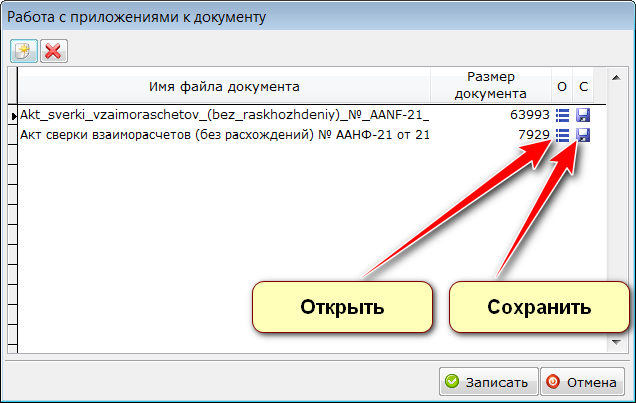 Работа с приложениями к документу
Имя файла документа
Размер документа
О
С
Akt_sverki_vzaimoraschetov_(bez_raskhozhdeniy)_№_AANF-21_
63993
Акт сверки взаиморасчетов (без расхождений) № ААНФ-21 от 21
7929
Открыть
Сохранить
Записать
Отмена